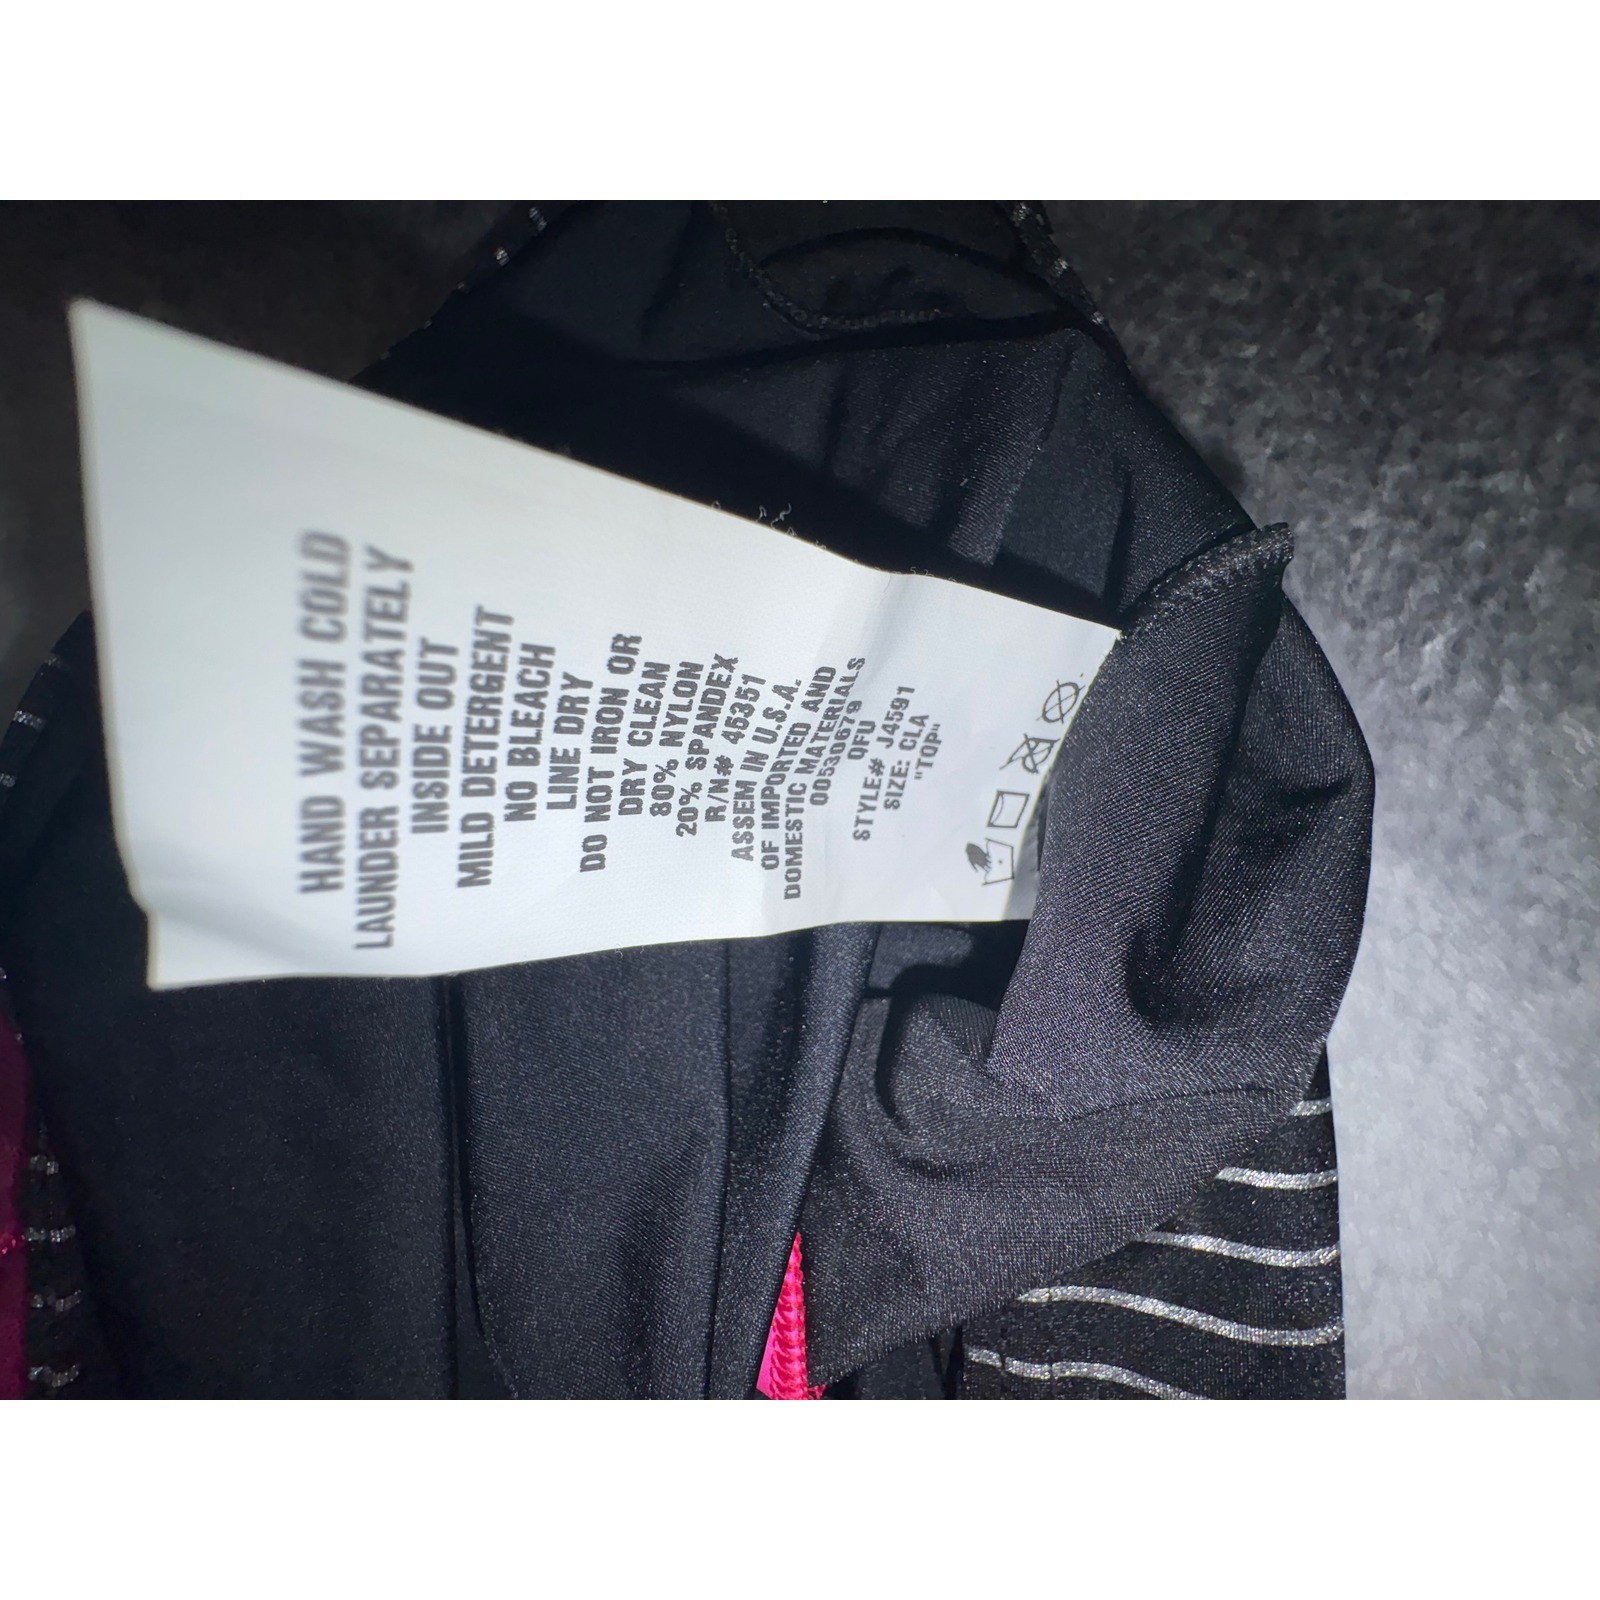 HAND WASH COLD
LAUNDER SEPARATELY
INSIDE OUT
MILD DETERGENT
NO BLEACH
LINE DRY
DO NOT IRON OR
DRY CLEAN
80% NYLON
20% SPANDEX
R/N# 45351
ASSEM IN U.S.A.
OF IMPORTED AND
DOMESTIC MATERIALS
00530679
QFU
STYLE# J4591
SIZE: CLA
"TOP"